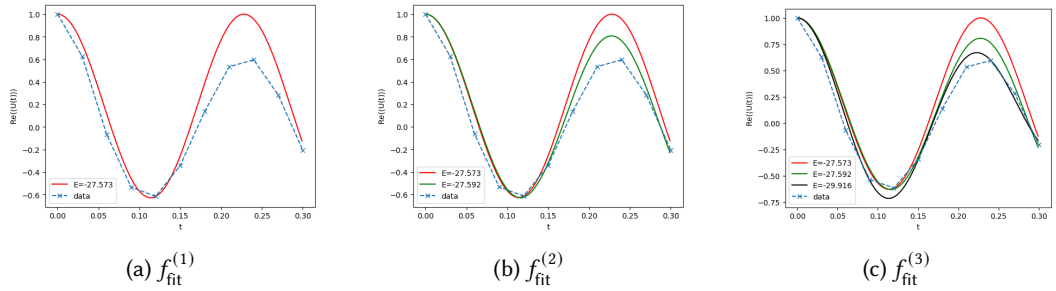 1.0
0.8
0.6
0.4
0.2
0.0
−0.2
−0.4
−0.6
Re(⟨U(t)⟩)
E=-27.573
data
0.00 0.05 0.10 0.15 0.20 0.25 0.30
t
(a) f_fit^(1)
1.0
0.8
0.6
0.4
0.2
0.0
−0.2
−0.4
−0.6
Re(⟨U(t)⟩)
E=-27.573
E=-27.592
data
0.00 0.05 0.10 0.15 0.20 0.25 0.30
t
(b) f_fit^(2)
1.00
0.75
0.50
0.25
0.00
−0.25
−0.50
−0.75
Re(⟨U(t)⟩)
E=-27.573
E=-27.592
E=-29.916
data
0.00 0.05 0.10 0.15 0.20 0.25 0.30
t
(c) f_fit^(3)